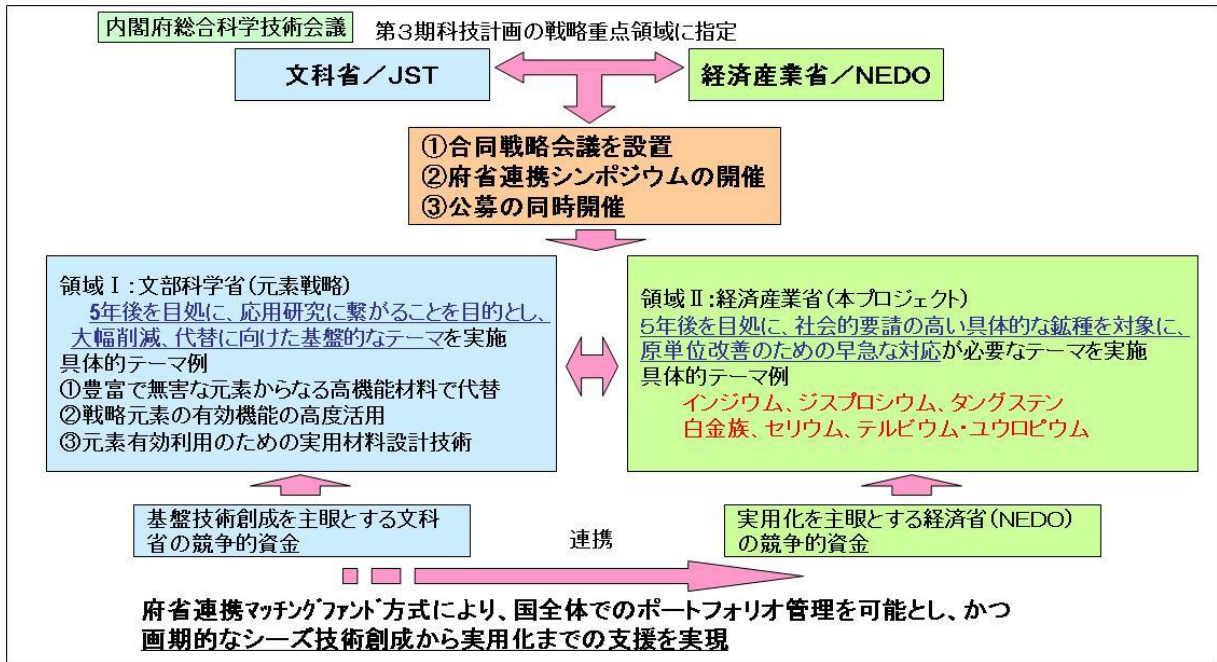 内閣府総合科学技術会議
第3期科技計画の戦略重点領域に指定
文科省/JST
経済産業省/NEDO
①合同戦略会議を設置
②府省連携シンポジウムの開催
③公募の同時開催
領域Ⅰ:文部科学省(元素戦略)
5年後を目処に、応用研究に繋がることを目的とし、
大幅削減、代替に向けた基盤的なテーマを実施
具体的テーマ例
①豊富で無害な元素からなる高機能材料で代替
②戦略元素の有効機能の高度活用
③元素有効利用のための実用材料設計技術
領域Ⅱ:経済産業省(本プロジェクト)
5年後を目処に、社会的要請の高い具体的な鉱種を対象に、
原単位改善のための早急な対応が必要なテーマを実施
具体的テーマ例
インジウム、ジスプロシウム、タングステン
白金族、セリウム、テルビウム・ユウロピウム
基盤技術創成を主眼とする文科
省の競争的資金
連携
実用化を主眼とする経済省(NEDO)
の競争的資金
府省連携マッチングファンド方式により、国全体でのポートフォリオ管理を可能とし、かつ
画期的なシーズ技術創成から実用化までの支援を実現